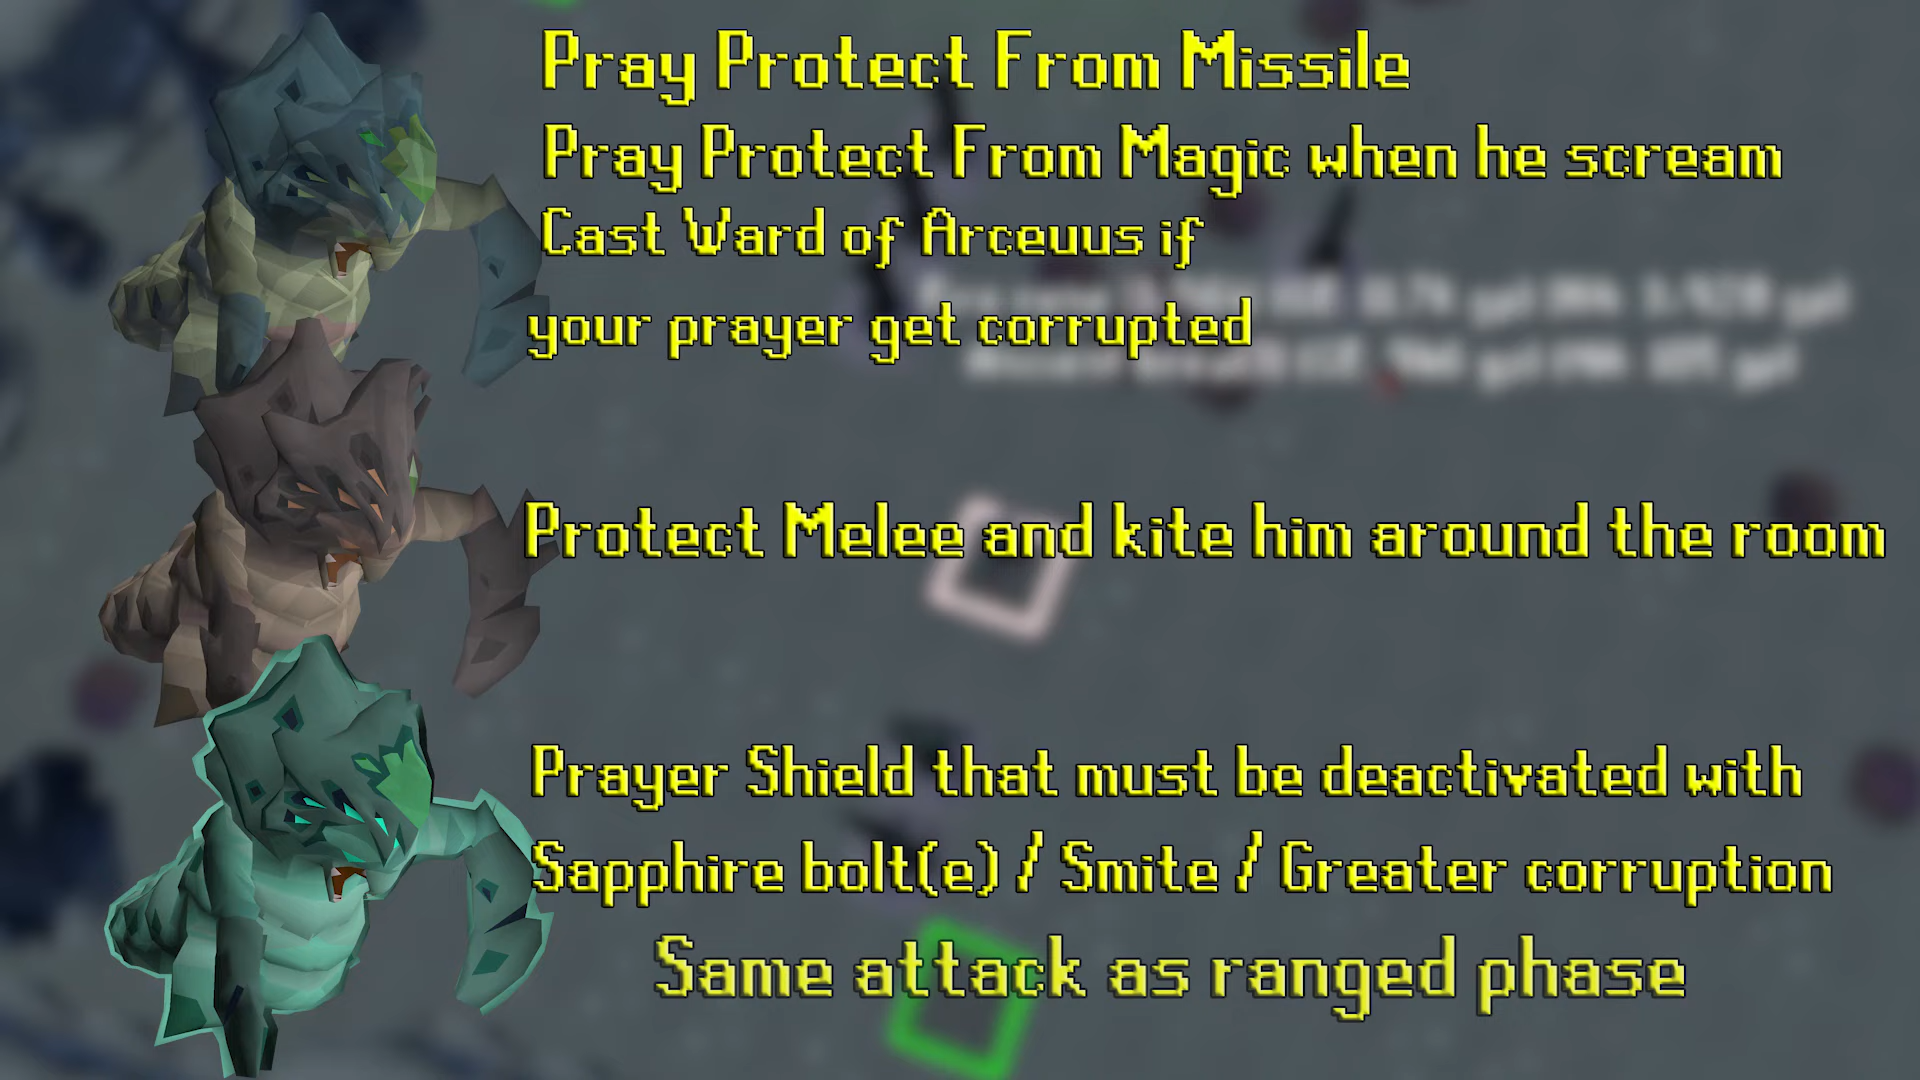 Pray Protect From Missile
Pray Protect From Magic when he scream
Cast Ward of Arceuus if
your prayer get corrupted
Protect Melee and kite him around the room
Prayer Shield that must be deactivated with
Sapphire bolt(e) / Smite / Greater corruption
Same attack as ranged phase